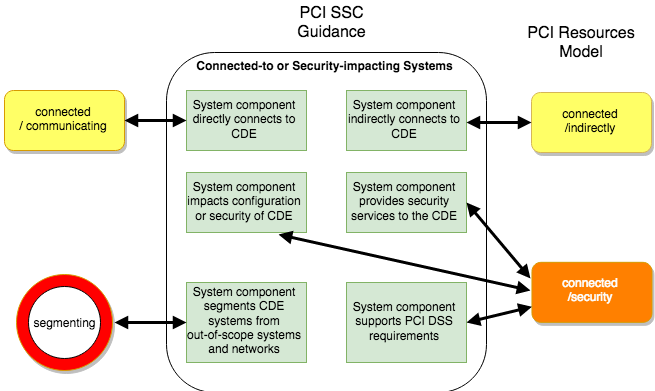 PCI SSC
Guidance
PCI Resources
Model
Connected-to or Security-impacting Systems
connected
/ communicating
System component
directly connects to
CDE
System component
indirectly connects to
CDE
connected
/indirectly
System component
impacts configuration
or security of CDE
System component
provides security
services to the CDE
connected
/security
segmenting
System component
segments CDE
systems from
out-of-scope systems
and networks
System component
supports PCI DSS
requirements